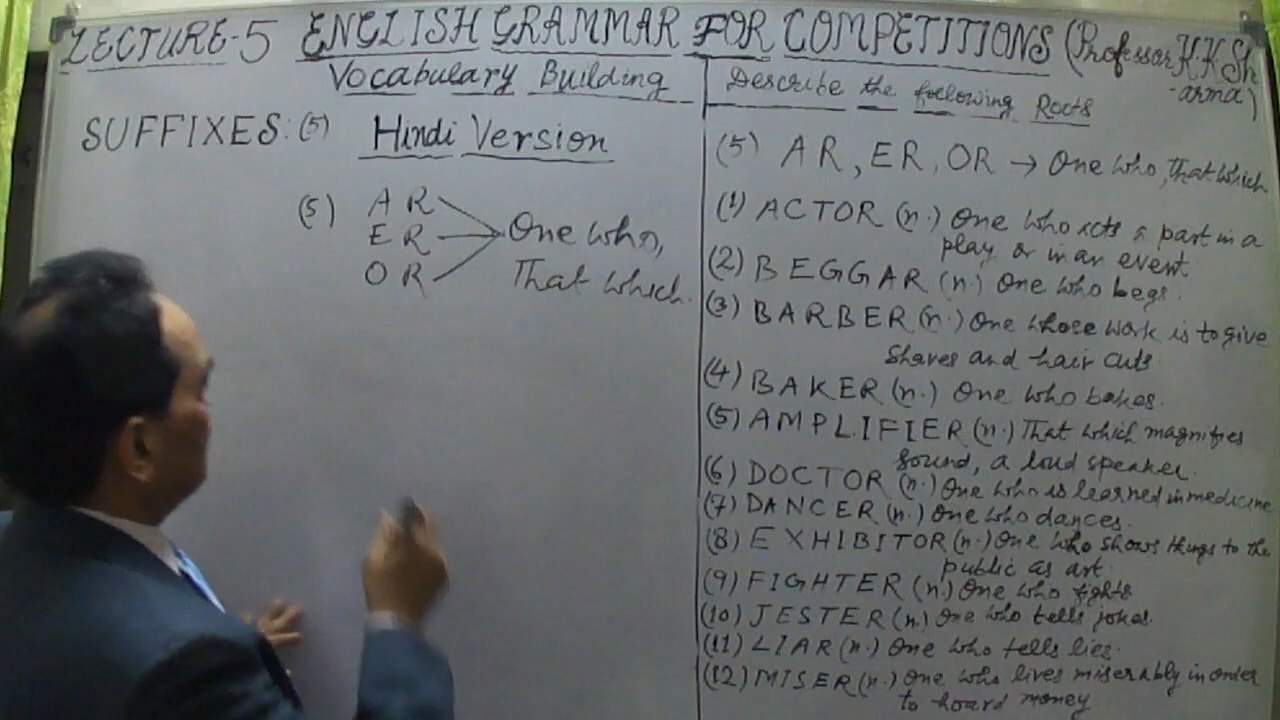 LECTURE-5 ENGLISH GRAMMAR FOR COMPETITIONS (Professor K K Sh
-arma)
Vocabulary Building
SUFFIXES: (5) Hindi Version
(5) AR
ER
OR
One who,
That which.
Describe the following Roots
(5) AR, ER, OR → One who, That which
(1) ACTOR (n.) One who acts a part in a
play or in an event.
(2) BEGGAR (n.) One who begs.
(3) BARBER (n.) One whose work is to give
Shaves and hair cuts
(4) BAKER (n.) One who bakes.
(5) AMPLIFIER (n.) That which magnifies
Sound, a loud speaker.
(6) DOCTOR (n.) One who is learned in medicine
(7) DANCER (n.) One who dances.
(8) EXHIBITOR (n.) One who shows things to the
public as art.
(9) FIGHTER (n.) One who fights
(10) JESTER (n.) One who tells jokes.
(11) LIAR (n.) One who tells lies.
(12) MISER (n.) One who lives miserably in order
to hoard money.